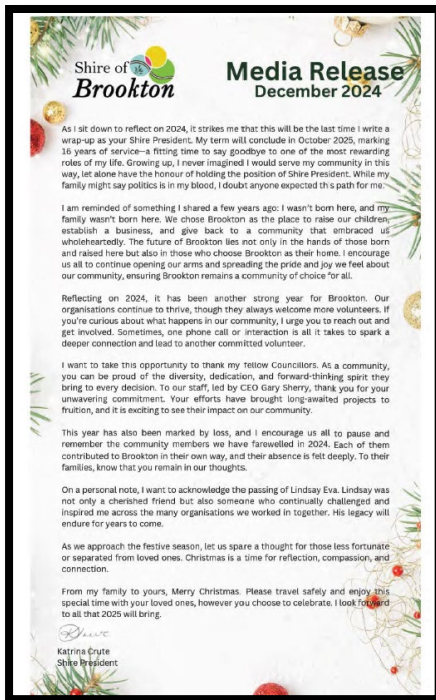 Shire of
Brookton
Media Release
December 2024
As I sit down to reflect on 2024, it strikes me that this will be the last time I write a
wrap-up as your Shire President. My term will conclude in October 2025, marking
16 years of service—a fitting time to say goodbye to one of the most rewarding
roles of my life. Growing up, I never imagined I would serve my community in this
way, let alone have the honour of holding the position of Shire President. While my
family might say politics is in my blood, I doubt anyone expected this path for me.
I am reminded of something I shared a few years ago: I wasn't born here, and my
family wasn't born here. We chose Brookton as the place to raise our children,
establish a business, and give back to a community that embraced us
wholeheartedly. The future of Brookton lies not only in the hands of those born
and raised here but also in those who choose Brookton as their home. I encourage
us all to continue opening our arms and spreading the pride and joy we feel about
our community, ensuring Brookton remains a community of choice for all.
Reflecting on 2024, it has been another strong year for Brookton. Our
organisations continue to thrive, though they always welcome more volunteers. If
you're curious about what happens in our community, I urge you to reach out and
get involved. Sometimes, one phone call or interaction is all it takes to spark a
deeper connection and lead to another committed volunteer.
I want to take this opportunity to thank my fellow Councillors. As a community,
you can be proud of the diversity, dedication, and forward-thinking spirit they
bring to every decision. To our staff, led by CEO Gary Sherry, thank you for your
unwavering commitment. Your efforts have brought long-awaited projects to
fruition, and it is exciting to see their impact on our community.
This year has also been marked by loss, and I encourage us all to pause and
remember the community members we have farewelled in 2024. Each of them
contributed to Brookton in their own way, and their absence is felt deeply. To their
families, know that you remain in our thoughts.
On a personal note, I want to acknowledge the passing of Lindsay Eva. Lindsay was
not only a cherished friend but also someone who continually challenged and
inspired me across the many organisations we worked in together. His legacy will
endure for years to come.
As we approach the festive season, let us spare a thought for those less fortunate
or separated from loved ones. Christmas is a time for reflection, compassion, and
connection.
From my family to yours, Merry Christmas. Please travel safely and enjoy this
special time with your loved ones, however you choose to celebrate. I look forward
to all that 2025 will bring.
Katrina Crute
Shire President